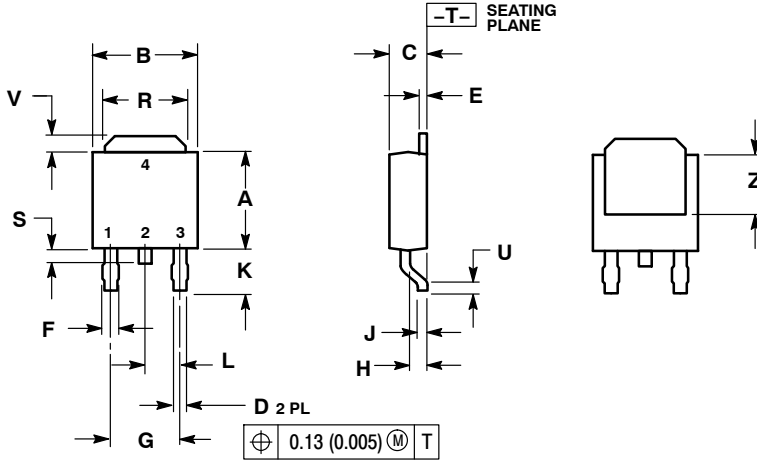 –T– SEATING
PLANE
B
C
V
R
E
4
A
Z
S
1 2 3
U
K
F
J
L
H
D 2 PL
G
⌖ 0.13 (0.005) Ⓜ T